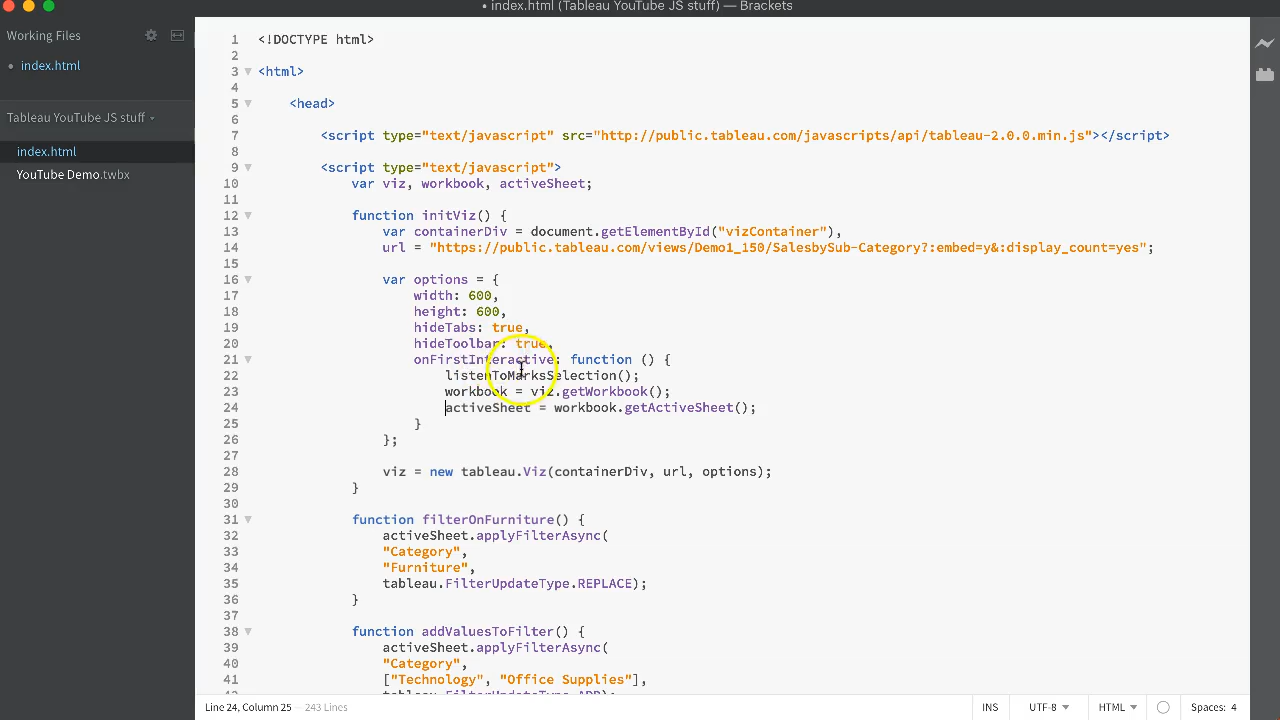 • index.html (Tableau YouTube JS stuff) — Brackets
Working Files
• index.html
Tableau YouTube JS stuff
index.html
YouTube Demo.twbx
1 <!DOCTYPE html>
2
3 <html>
4
5 <head>
6
7 <script type="text/javascript" src="http://public.tableau.com/javascripts/api/tableau-2.0.0.min.js"></script>
8
9 <script type="text/javascript">
10 var viz, workbook, activeSheet;
11
12 function initViz() {
13 var containerDiv = document.getElementById("vizContainer"),
14 url = "https://public.tableau.com/views/Demo1_150/SalesbySub-Category?:embed=y&:display_count=yes";
15
16 var options = {
17 width: 600,
18 height: 600,
19 hideTabs: true,
20 hideToolbar: true,
21 onFirstInteractive: function () {
22 listenToMarksSelection();
23 workbook = viz.getWorkbook();
24 activeSheet = workbook.getActiveSheet();
25 }
26 };
27
28 viz = new tableau.Viz(containerDiv, url, options);
29 }
30
31 function filterOnFurniture() {
32 activeSheet.applyFilterAsync(
33 "Category",
34 "Furniture",
35 tableau.FilterUpdateType.REPLACE);
36 }
37
38 function addValuesToFilter() {
39 activeSheet.applyFilterAsync(
40 "Category",
41 ["Technology", "Office Supplies"],
42 tableau.FilterUpdateType.ADD);
Line 24, Column 25 — 243 Lines
INS
UTF-8
HTML
Spaces: 4